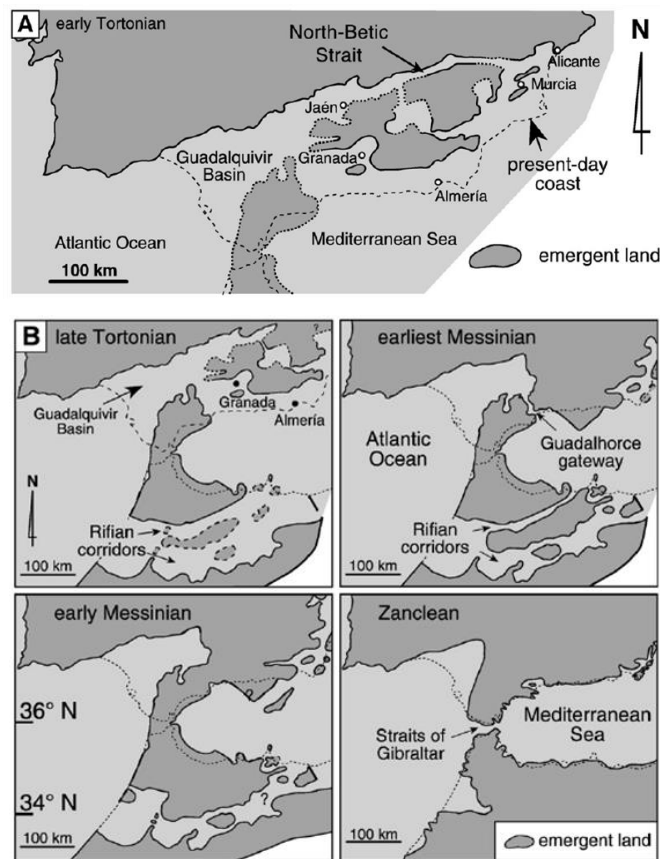 A
early Tortonian
North-Betic
Strait
N
Alicante
Murcia
Jaén
Guadalquivir
Basin
Granada
present-day
coast
Almería
Atlantic Ocean
Mediterranean Sea
100 km
emergent land
B
late Tortonian
Guadalquivir
Basin
Granada
Almería
N
Rifian
corridors
100 km
earliest Messinian
Atlantic
Ocean
Guadalhorce
gateway
Rifian
corridors
100 km
early Messinian
36° N
34° N
?
100 km
Zanclean
Straits of
Gibraltar
Mediterranean
Sea
100 km
emergent land